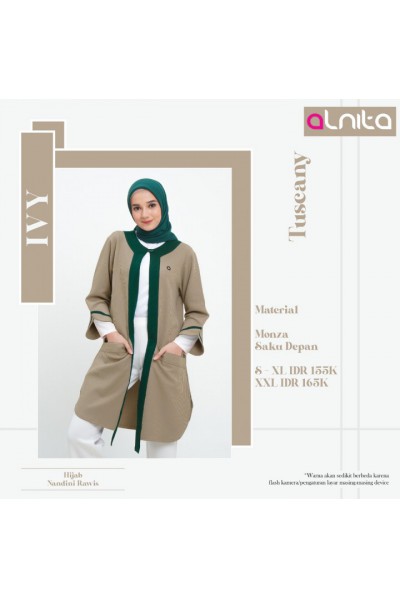 alnita
IVY
Tuscany
Material
Monza
Saku Depan
S - XL IDR 155K
XXL IDR 165K
Hijab
Nandini Rawis
*Warna akan sedikit berbeda karena
flash kamera/pengaturan layar masing-masing device